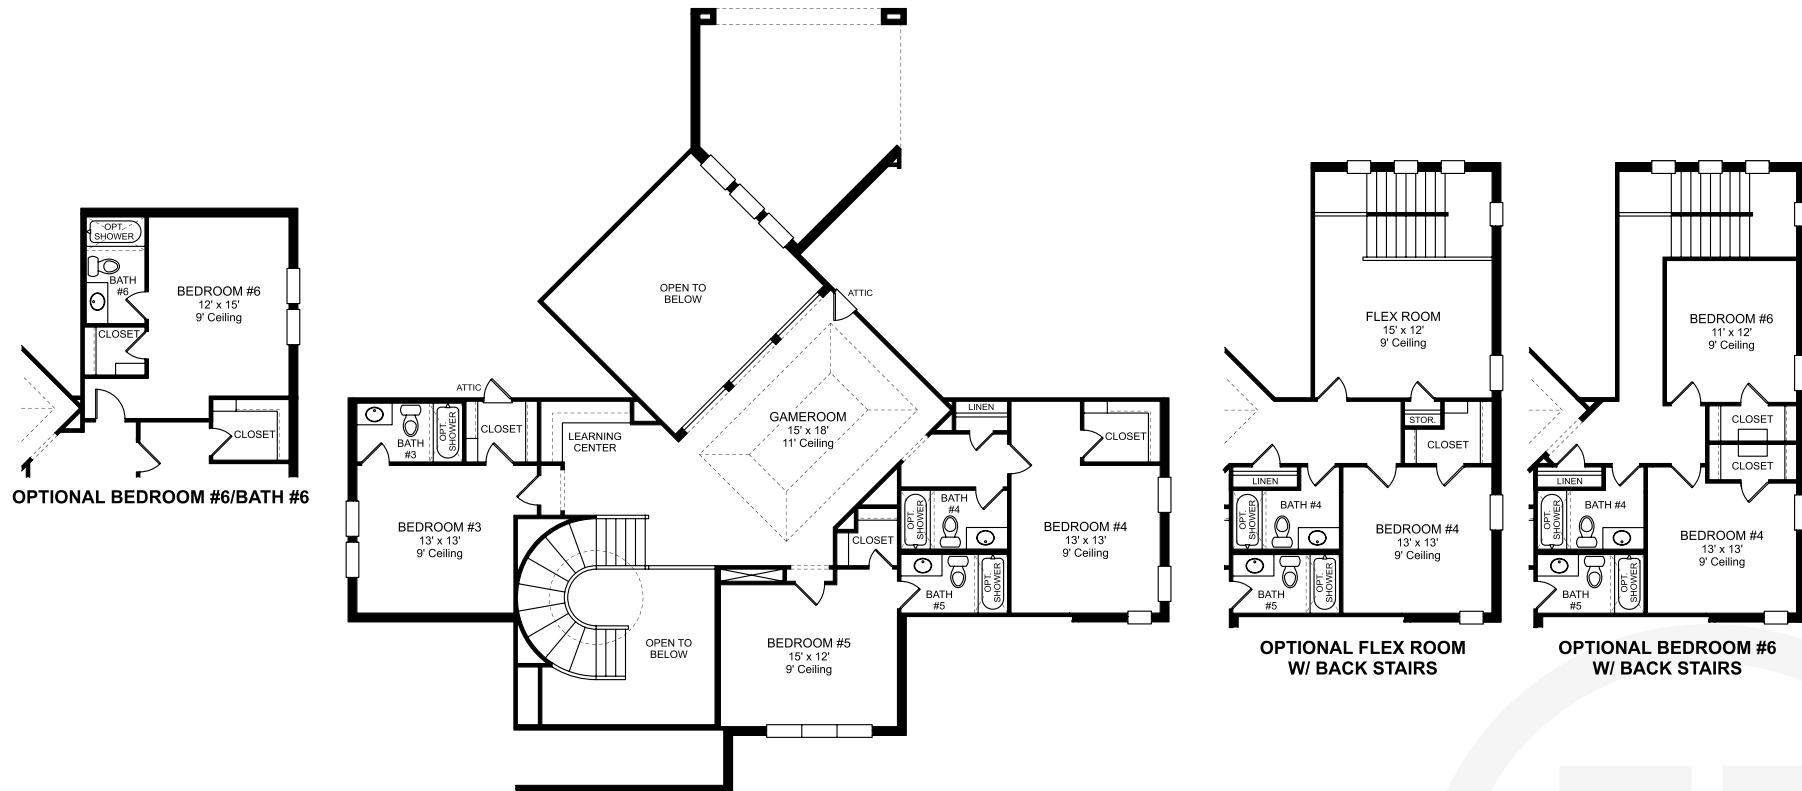 OPT.
SHOWER
BATH
#6
BEDROOM #6
12' x 15'
9' Ceiling
CLOSET
CLOSET
OPTIONAL BEDROOM #6/BATH #6
OPEN TO
BELOW
ATTIC
GAMEROOM
15' x 18'
11' Ceiling
ATTIC
BATH
#3
OPT.
SHOWER
CLOSET
LEARNING
CENTER
LINEN
CLOSET
BEDROOM #3
13' x 13'
9' Ceiling
OPT.
SHOWER
BATH
#4
BEDROOM #4
13' x 13'
9' Ceiling
CLOSET
BATH
#5
OPT.
SHOWER
OPEN TO
BELOW
BEDROOM #5
15' x 12'
9' Ceiling
FLEX ROOM
15' x 12'
9' Ceiling
STOR.
CLOSET
LINEN
OPT.
SHOWER
BATH #4
BEDROOM #4
13' x 13'
9' Ceiling
BATH
#5
OPT.
SHOWER
OPTIONAL FLEX ROOM
W/ BACK STAIRS
BEDROOM #6
11' x 12'
9' Ceiling
CLOSET
CLOSET
LINEN
OPT.
SHOWER
BATH #4
BEDROOM #4
13' x 13'
9' Ceiling
BATH
#5
OPT.
SHOWER
OPTIONAL BEDROOM #6
W/ BACK STAIRS